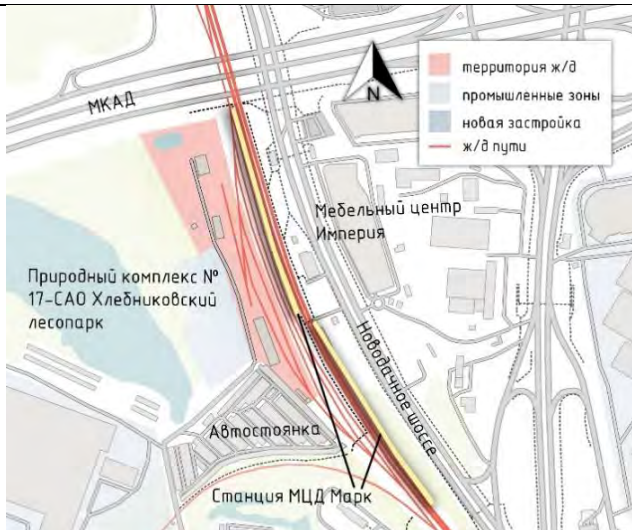 МКАД
N
территория ж/д
промышленные зоны
новая застройка
ж/д пути
Мебельный центр
Империя
Природный комплекс №
17-САО Хлебниковский
лесопарк
Новодачное шоссе
Автостоянка
Станция МЦД Марк